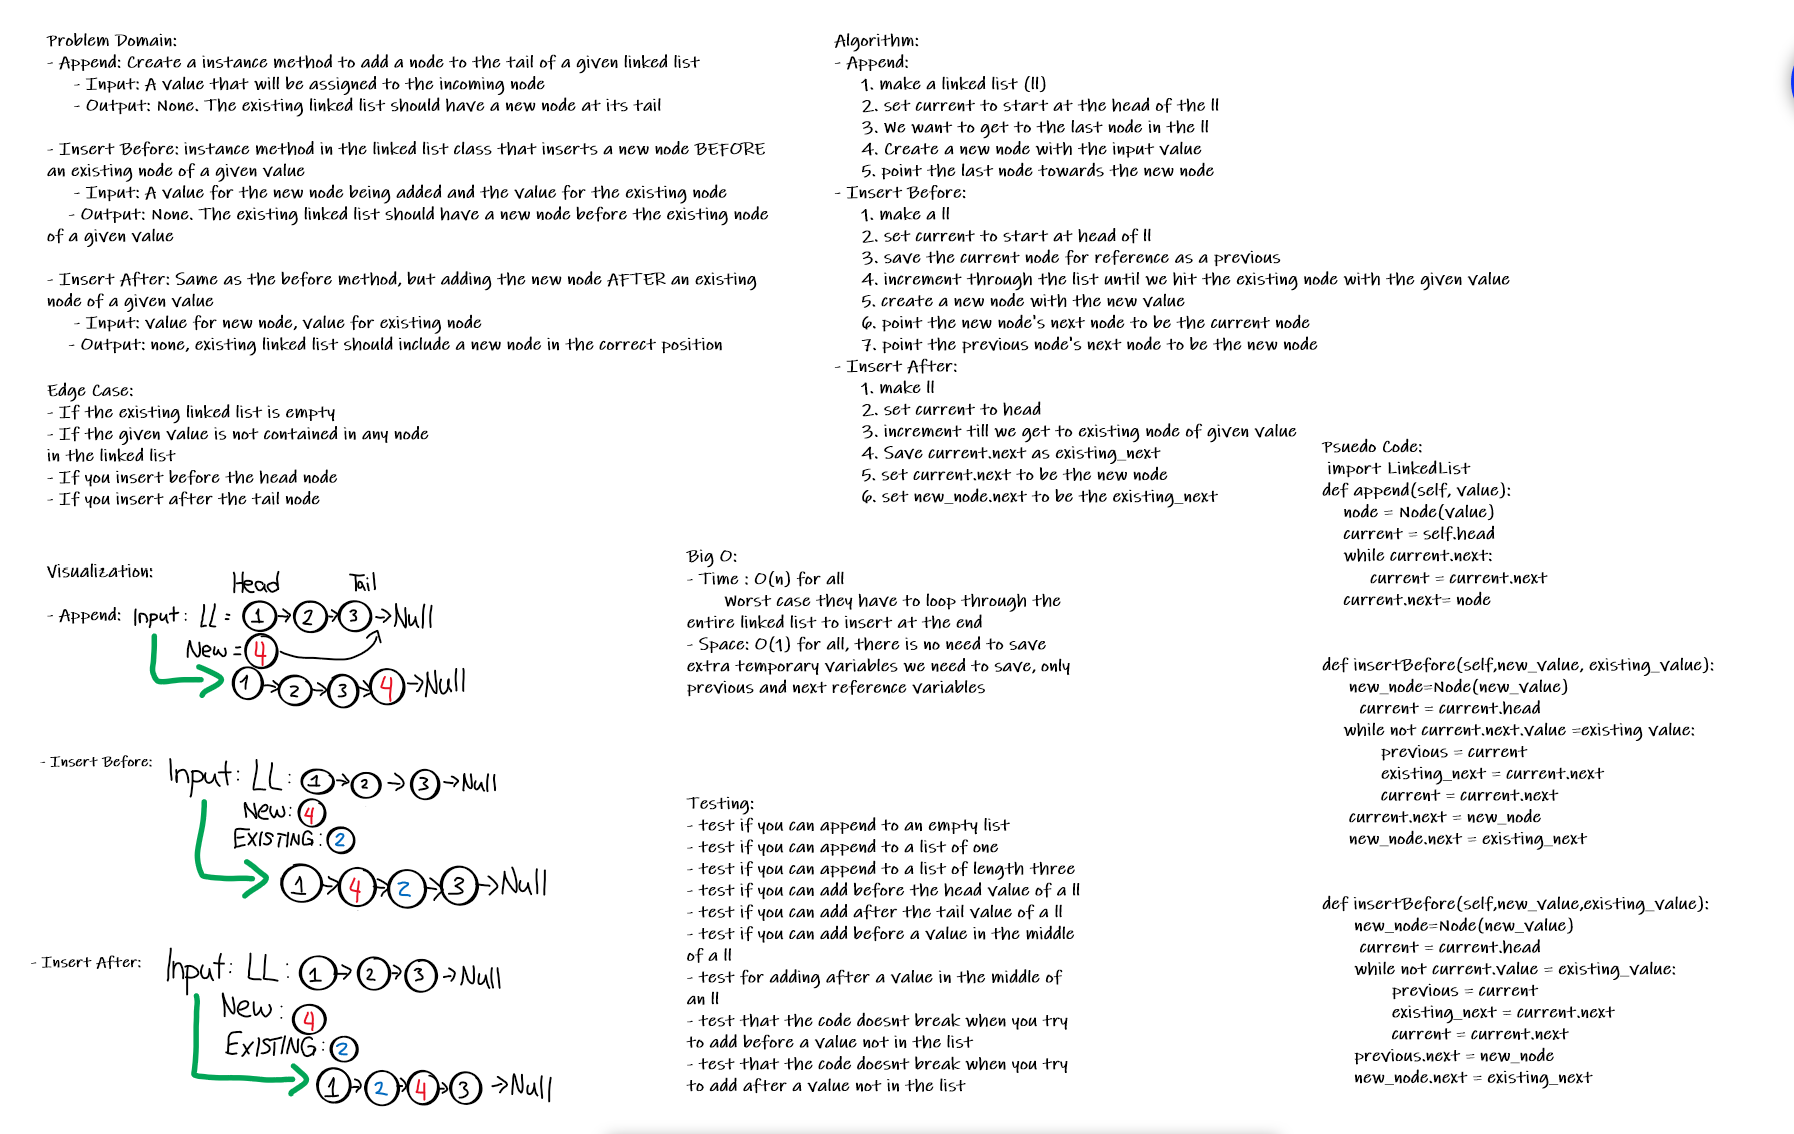 Problem Domain:
- Append: Create a instance method to add a node to the tail of a given linked list
- Input: A value that will be assigned to the incoming node
- Output: None. The existing linked list should have a new node at its tail
- Insert Before: instance method in the linked list class that inserts a new node BEFORE
an existing node of a given value
- Input: A value for the new node being added and the value for the existing node
- Output: None. The existing linked list should have a new node before the existing node
of a given value
- Insert After: Same as the before method, but adding the new node AFTER an existing
node of a given value
- Input: value for new node, value for existing node
- Output: none, existing linked list should include a new node in the correct position
Edge Case:
- If the existing linked list is empty
- If the given value is not contained in any node
in the linked list
- If you insert before the head node
- If you insert after the tail node
Visualization:
Head Tail
- Append: Input: LL = 1 → 2 → 3 → Null
New = 4
1 → 2 → 3 → 4 → Null
- Insert Before: Input: LL: 1 → 2 → 3 → Null
New: 4
EXISTING: 2
1 → 4 → 2 → 3 → Null
- Insert After: Input: LL: 1 → 2 → 3 → Null
New: 4
EXISTING: 2
1 → 2 → 4 → 3 → Null
Algorithm:
- Append:
1. make a linked list (ll)
2. set current to start at the head of the ll
3. We want to get to the last node in the ll
4. Create a new node with the input value
5. point the last node towards the new node
- Insert Before:
1. make a ll
2. set current to start at head of ll
3. save the current node for reference as a previous
4. increment through the list until we hit the existing node with the given value
5. create a new node with the new value
6. point the new node's next node to be the current node
7. point the previous node's next node to be the new node
- Insert After:
1. make ll
2. set current to head
3. increment till we get to existing node of given value
4. Save current.next as existing_next
5. set current.next to be the new node
6. set new_node.next to be the existing_next
Big O:
- Time : O(n) for all
Worst case they have to loop through the
entire linked list to insert at the end
- Space: O(1) for all, there is no need to save
extra temporary variables we need to save, only
previous and next reference variables
Testing:
- test if you can append to an empty list
- test if you can append to a list of one
- test if you can append to a list of length three
- test if you can add before the head value of a ll
- test if you can add after the tail value of a ll
- test if you can add before a value in the middle
of a ll
- test for adding after a value in the middle of
an ll
- test that the code doesnt break when you try
to add before a value not in the list
- test that the code doesnt break when you try
to add after a value not in the list
Psuedo Code:
import LinkedList
def append(self, value):
node = Node(value)
current = self.head
while current.next:
current = current.next
current.next= node
def insertBefore(self,new_value, existing_value):
new_node=Node(new_value)
current = current.head
while not current.next.value =existing value:
previous = current
existing_next = current.next
current = current.next
current.next = new_node
new_node.next = existing_next
def insertBefore(self,new_value,existing_value):
new_node=Node(new_value)
current = current.head
while not current.value = existing_value:
previous = current
existing_next = current.next
current = current.next
previous.next = new_node
new_node.next = existing_next